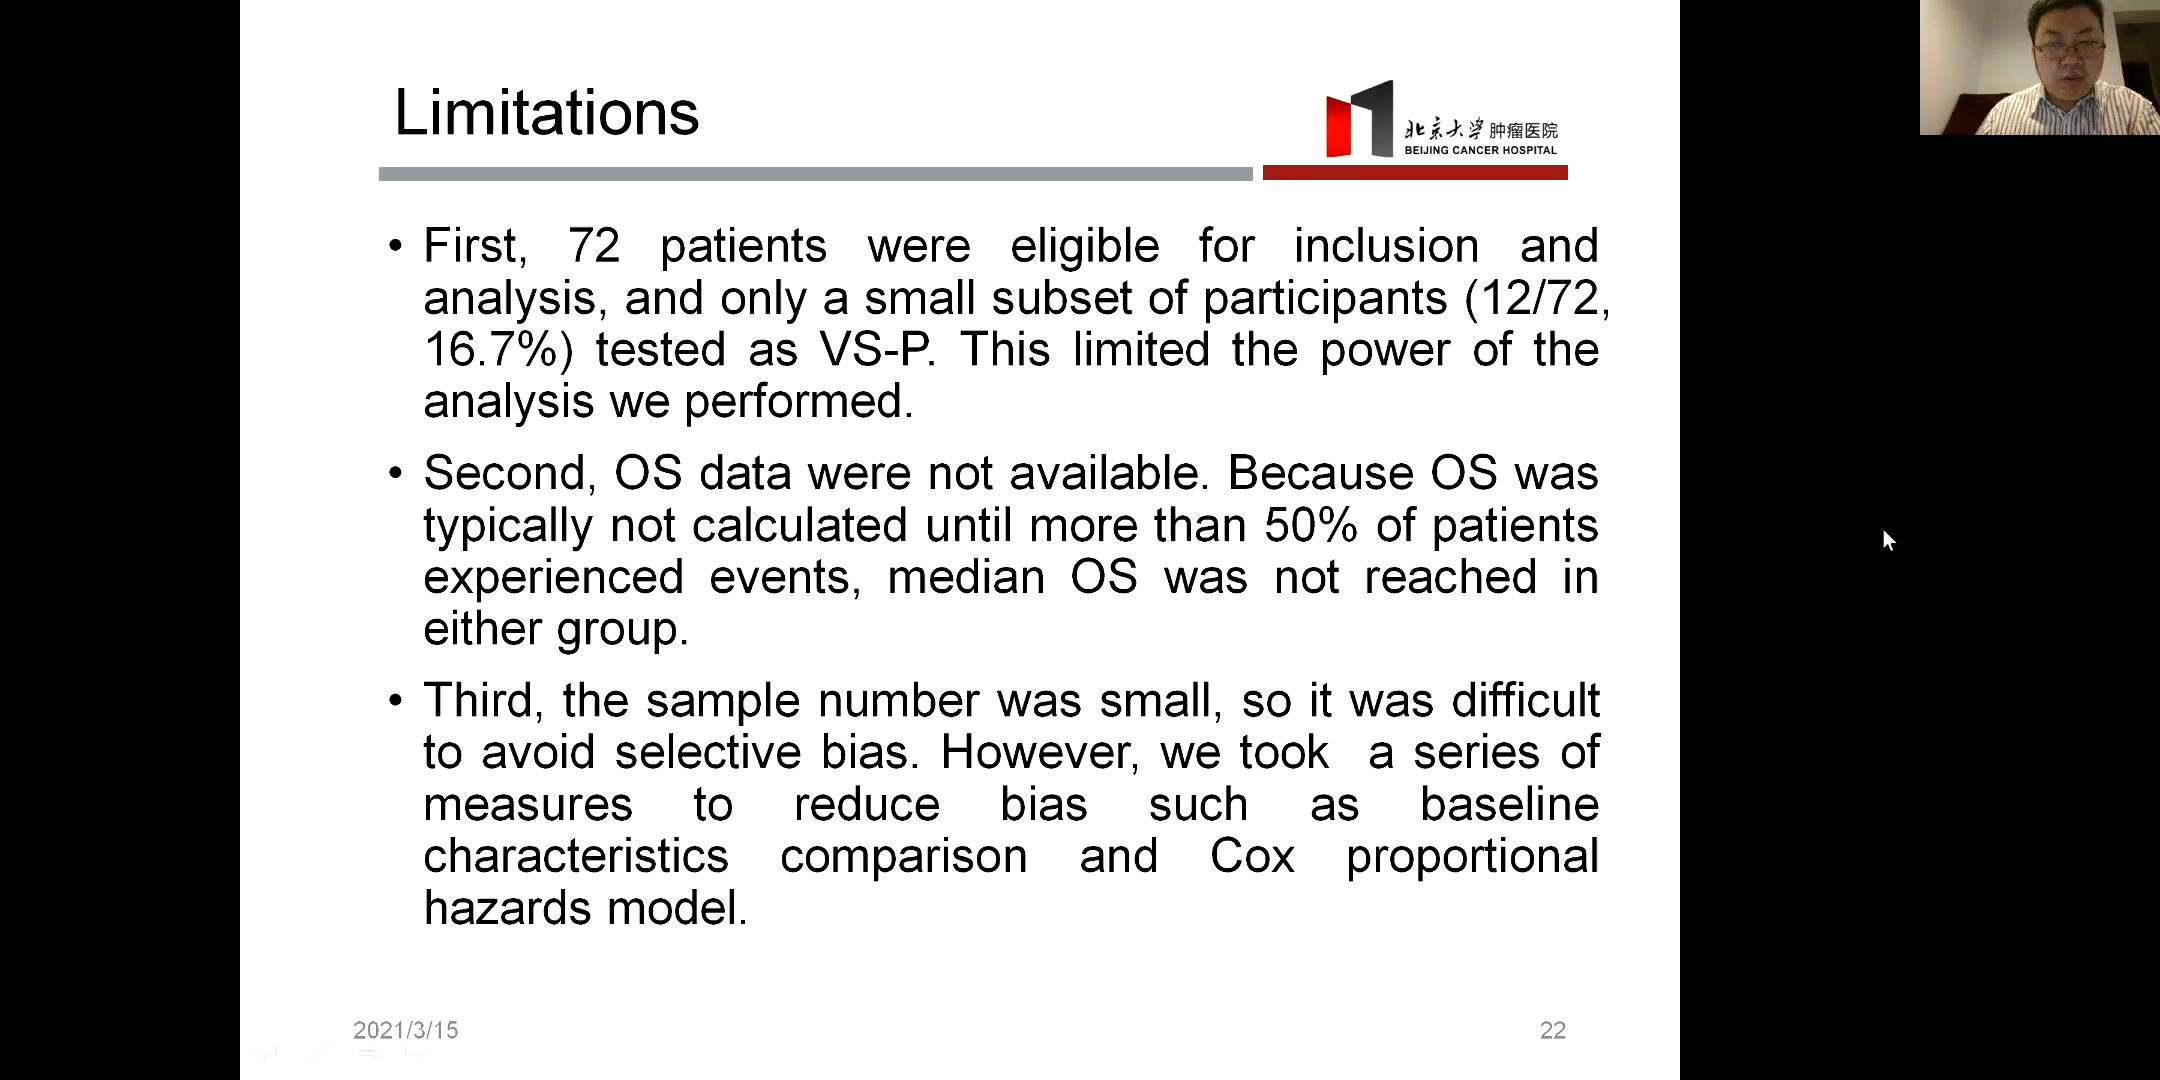 Limitations
北京大学肿瘤医院
BEIJING CANCER HOSPITAL
• First, 72 patients were eligible for inclusion and
analysis, and only a small subset of participants (12/72,
16.7%) tested as VS-P. This limited the power of the
analysis we performed.
• Second, OS data were not available. Because OS was
typically not calculated until more than 50% of patients
experienced events, median OS was not reached in
either group.
• Third, the sample number was small, so it was difficult
to avoid selective bias. However, we took a series of
measures to reduce bias such as baseline
characteristics comparison and Cox proportional
hazards model.
2021/3/15
22